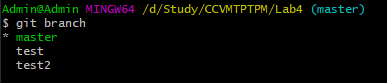 Admin@Admin MINGW64 /d/Study/CCVMTPTPM/Lab4 (master)
$ git branch
* master
  test
  test2